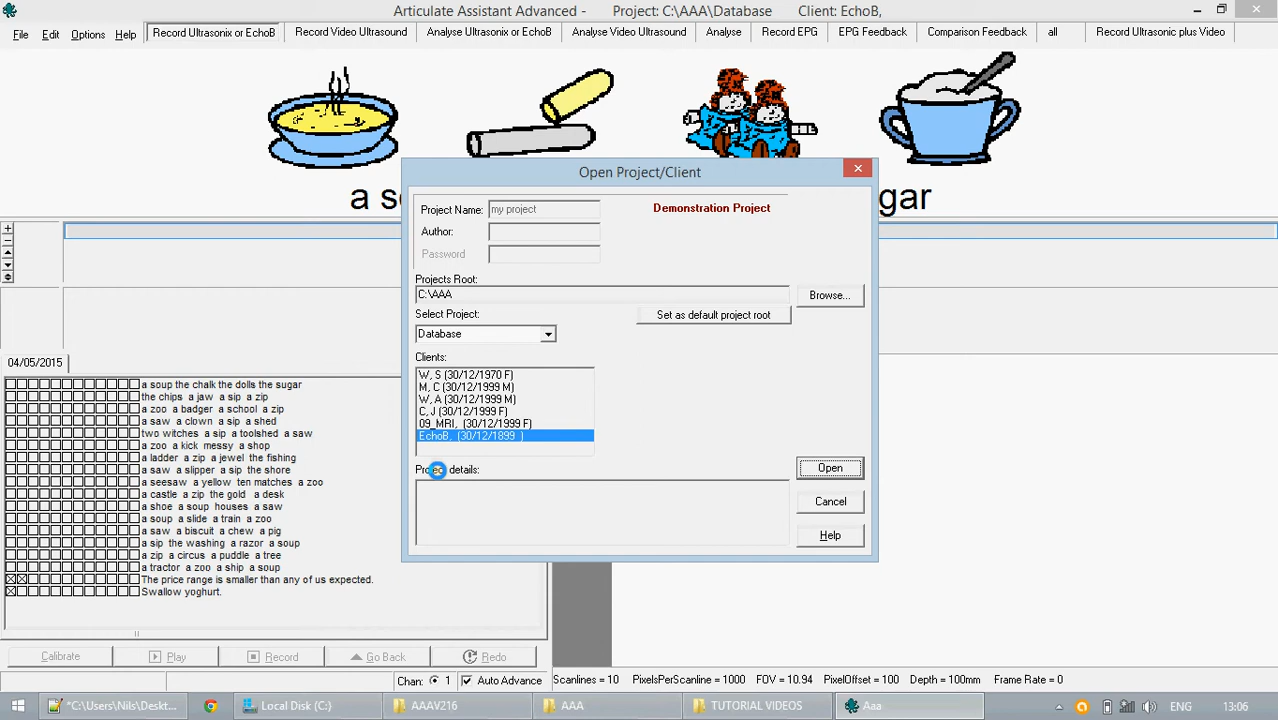 Articulate Assistant Advanced - Project: C:\AAA\Database Client: EchoB,
File Edit Options Help Record Ultrasonix or EchoB Record Video Ultrasound Analyse Ultrasonix or EchoB Analyse Video Ultrasound Analyse Record EPG EPG Feedback Comparison Feedback all Record Ultrasonic plus Video
a s
gar
Open Project/Client
Project Name: my project
Demonstration Project
Author:
Password
Projects Root:
C:\AAA
Browse...
Select Project:
Set as default project root
Database
Clients:
W, S (30/12/1970 F)
M, C (30/12/1999 M)
W, A (30/12/1999 M)
C, J (30/12/1999 F)
09_MRI, (30/12/1999 F)
EchoB, (30/12/1899 )
Project details:
Open
Cancel
Help
04/05/2015
a soup the chalk the dolls the sugar
the chips a jaw a sip a zip
a zoo a badger a school a zip
a saw a clown a sip a shed
two witches a sip a toolshed a saw
a zoo a kick messy a shop
a ladder a zip a jewel the fishing
a saw a slipper a sip the shore
a seesaw a yellow ten matches a zoo
a castle a zip the gold a desk
a shoe a soup houses a saw
a soup a slide a train a zoo
a saw a biscuit a chew a pig
a sip the washing a razor a soup
a zip a circus a puddle a tree
a tractor a zoo a ship a soup
The price range is smaller than any of us expected.
Swallow yoghurt.
Calibrate Play Record Go Back Redo
Chan: 1 Auto Advance Scanlines = 10 PixelsPerScanline = 1000 FOV = 10.94 PixelOffset = 100 Depth = 100mm Frame Rate = 0
*C:\Users\Nils\Deskt... Local Disk (C:) AAAV216 AAA TUTORIAL VIDEOS Aaa ENG 13:06